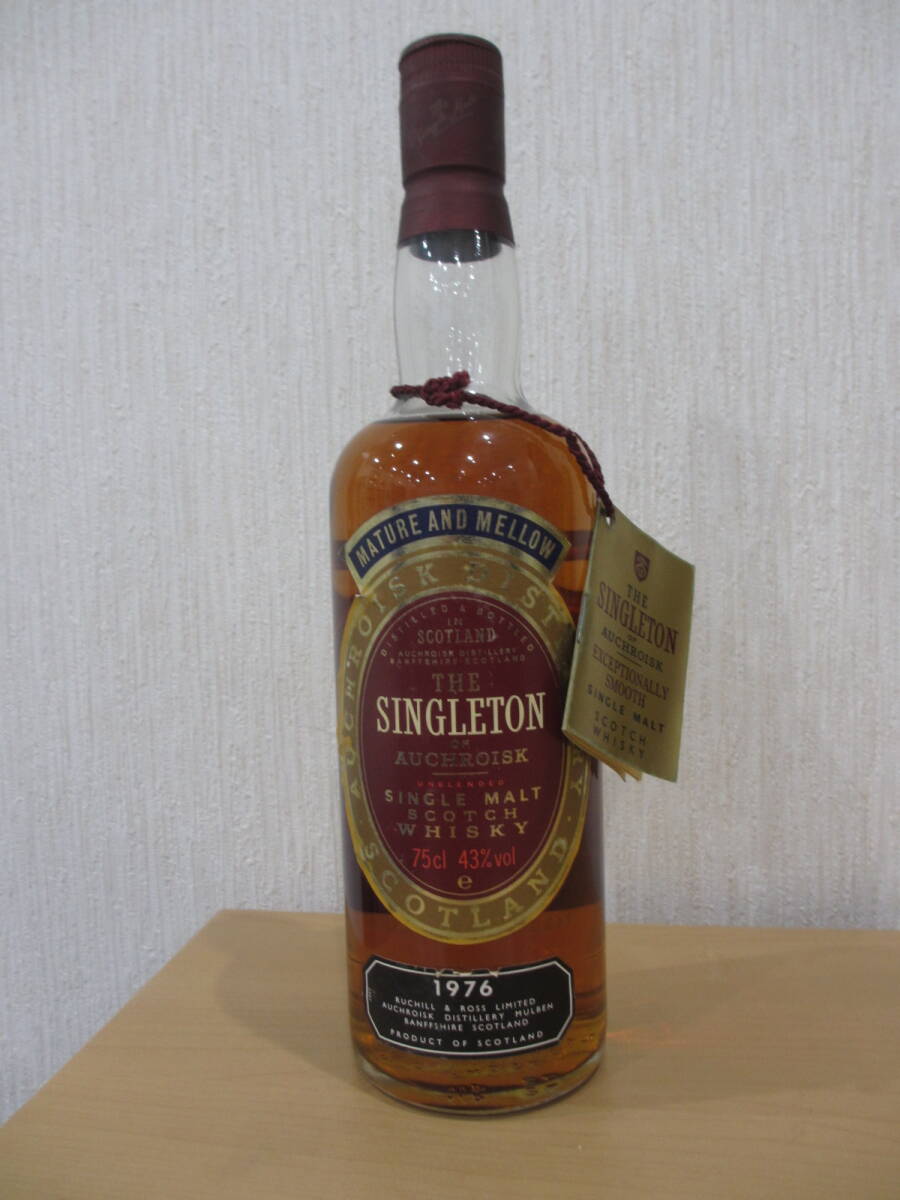 MATURE AND MELLOW
AUCHROISK DISTILLERY · SCOTLAND
DISTILLED & BOTTLED
IN
SCOTLAND
AUCHROISK DISTILLERY
BANFFSHIRE·SCOTLAND
THE
SINGLETON
OF
AUCHROISK
UNBLENDED
SINGLE MALT
SCOTCH
WHISKY
75cl 43%vol
e
1976
RUCHILL & ROSS LIMITED
AUCHROISK DISTILLERY MULBEN
BANFFSHIRE SCOTLAND
PRODUCT OF SCOTLAND
THE
SINGLETON
OF
AUCHROISK
EXCEPTIONALLY
SMOOTH
SINGLE MALT
SCOTCH
WHISKY